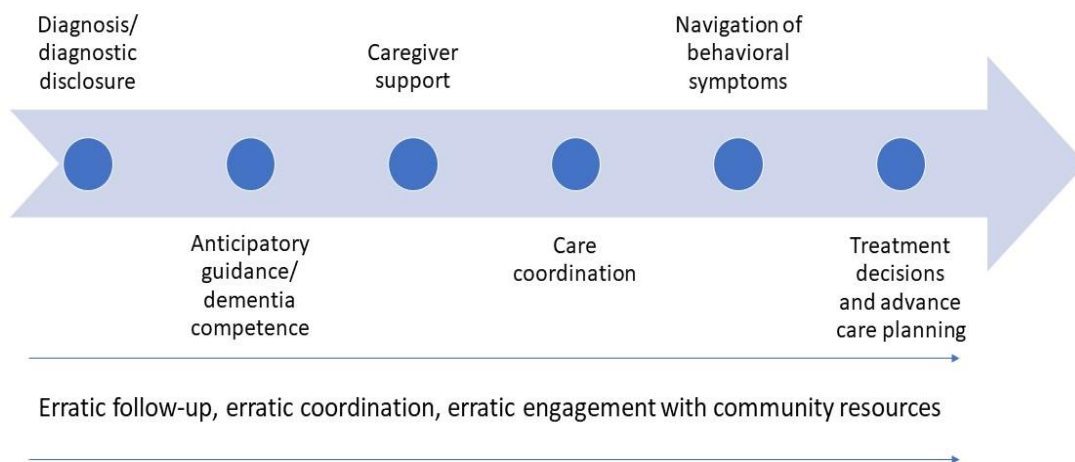 Diagnosis/
diagnostic
disclosure
Anticipatory
guidance/
dementia
competence
Caregiver
support
Care
coordination
Navigation of
behavioral
symptoms
Treatment
decisions
and advance
care planning
Erratic follow-up, erratic coordination, erratic engagement with community resources